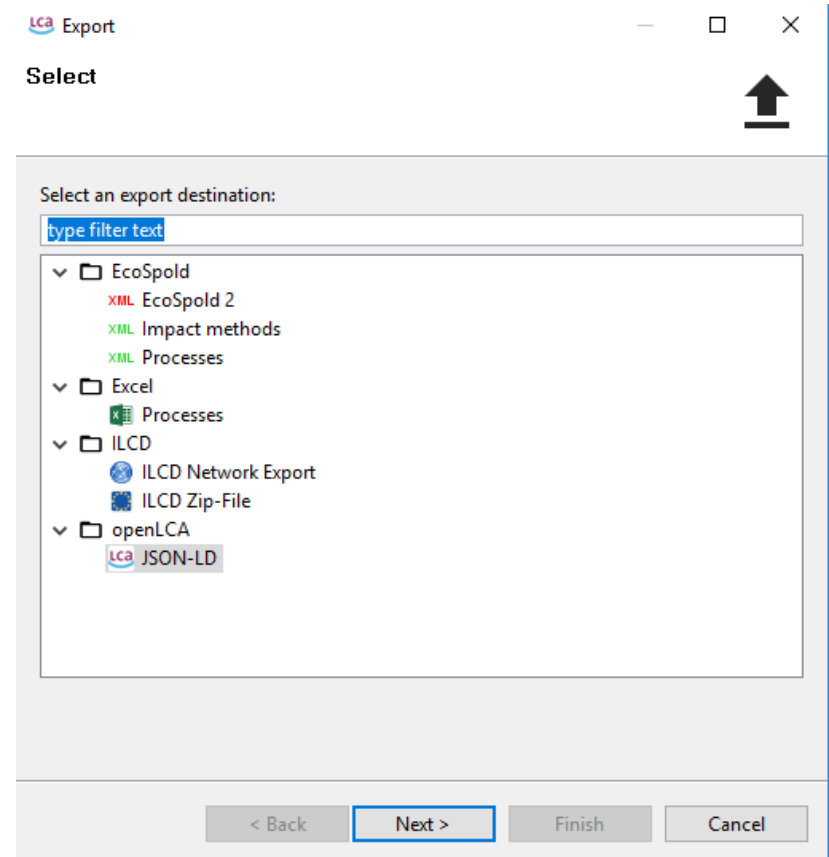 LCA Export
Select
Select an export destination:
type filter text
EcoSpold
XML EcoSpold 2
XML Impact methods
XML Processes
Excel
Processes
ILCD
ILCD Network Export
ILCD Zip-File
openLCA
LCA JSON-LD
< Back Next > Finish Cancel